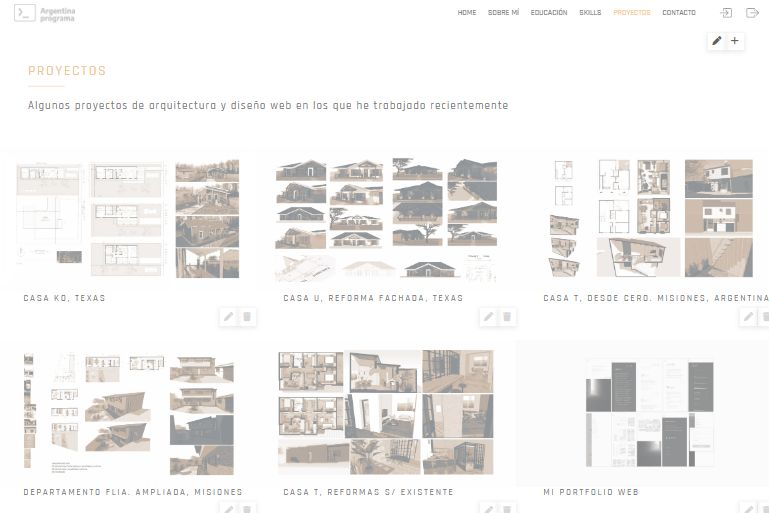 Argentina
programa
HOME SOBRE MÍ EDUCACIÓN SKILLS PROYECTOS CONTACTO
PROYECTOS
Algunos proyectos de arquitectura y diseño web en los que he trabajado recientemente
CASA KO, TEXAS
CASA U, REFORMA FACHADA, TEXAS
CASA T, DESDE CERO. MISIONES, ARGENTINA
DEPARTAMENTO FLIA. AMPLIADA, MISIONES
CASA T, REFORMAS S/ EXISTENTE
MI PORTFOLIO WEB